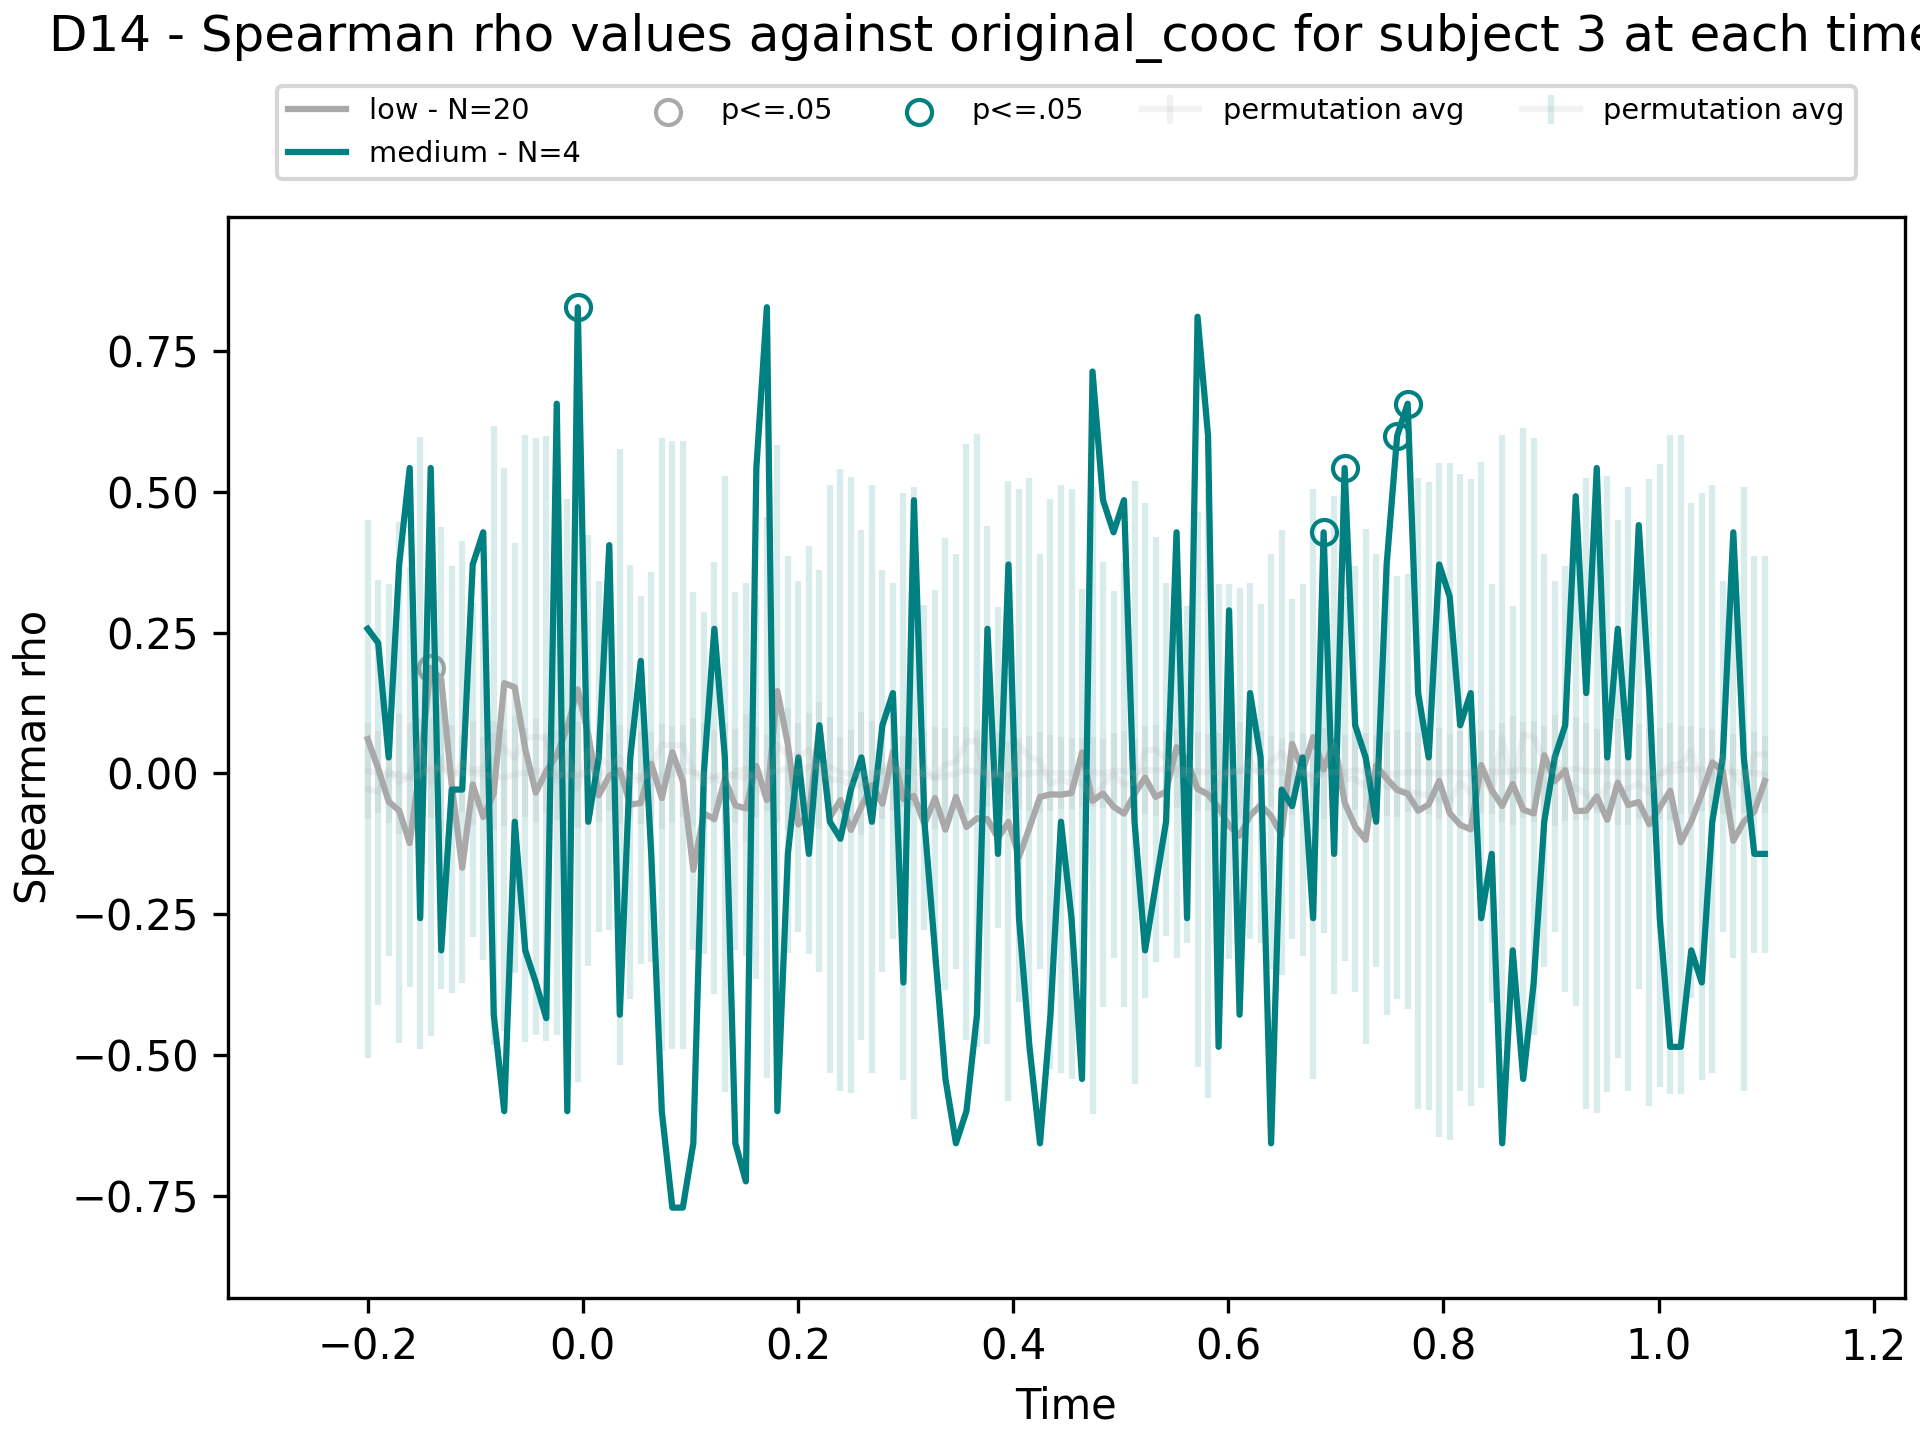 D14 - Spearman rho values against original_cooc for subject 3 at each time
low - N=20
medium - N=4
p<=.05
p<=.05
permutation avg
permutation avg
Spearman rho
0.75
0.50
0.25
0.00
−0.25
−0.50
−0.75
−0.2
0.0
0.2
0.4
0.6
0.8
1.0
1.2
Time